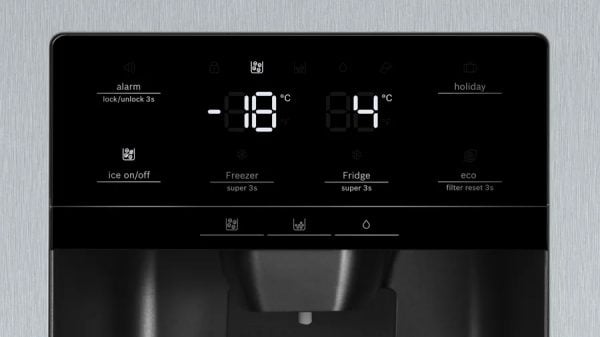 alarm
lock/unlock 3s
holiday
-18 °C
4 °C
ice on/off
Freezer
super 3s
Fridge
super 3s
eco
filter reset 3s